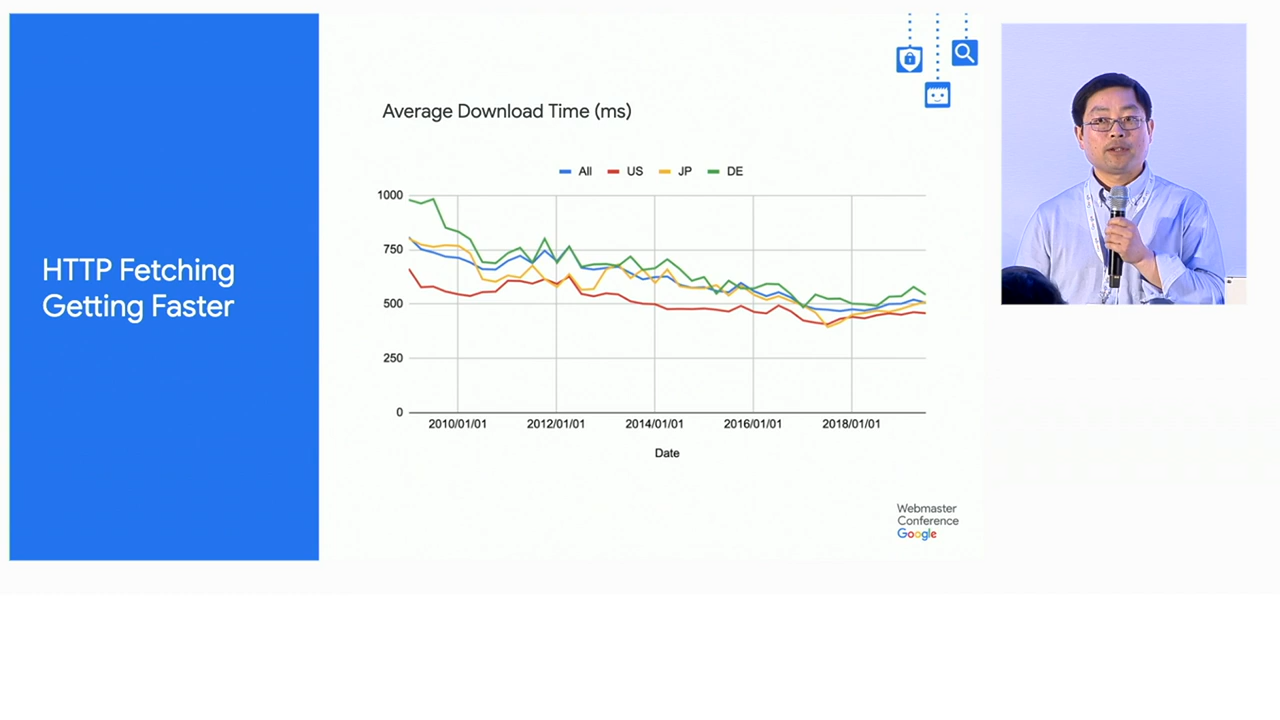 HTTP Fetching
Getting Faster
Average Download Time (ms)
All US JP DE
1000
750
500
250
0
2010/01/01 2012/01/01 2014/01/01 2016/01/01 2018/01/01
Date
Webmaster
Conference
Google